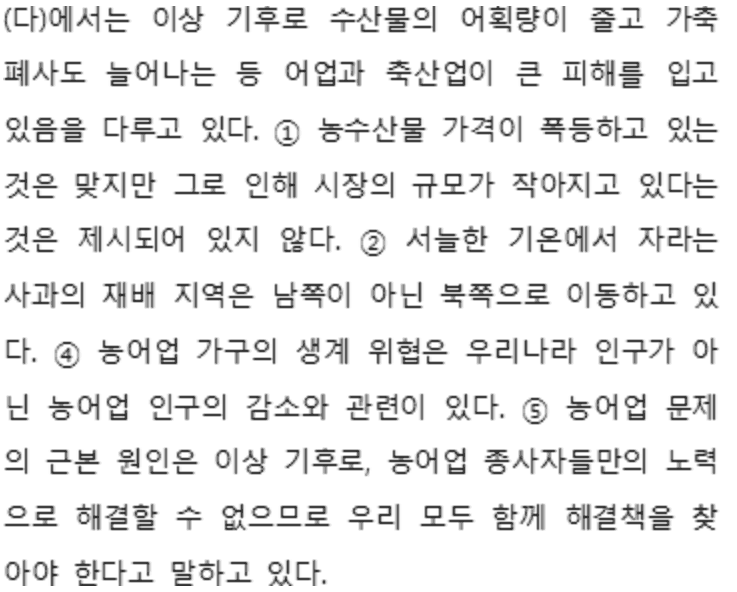 (다)에서는 이상 기후로 수산물의 어획량이 줄고 가축
폐사도 늘어나는 등 어업과 축산업이 큰 피해를 입고
있음을 다루고 있다. ① 농수산물 가격이 폭등하고 있는
것은 맞지만 그로 인해 시장의 규모가 작아지고 있다는
것은 제시되어 있지 않다. ② 서늘한 기온에서 자라는
사과의 재배 지역은 남쪽이 아닌 북쪽으로 이동하고 있
다. ④ 농어업 가구의 생계 위협은 우리나라 인구가 아
닌 농어업 인구의 감소와 관련이 있다. ⑤ 농어업 문제
의 근본 원인은 이상 기후로, 농어업 종사자들만의 노력
으로 해결할 수 없으므로 우리 모두 함께 해결책을 찾
아야 한다고 말하고 있다.